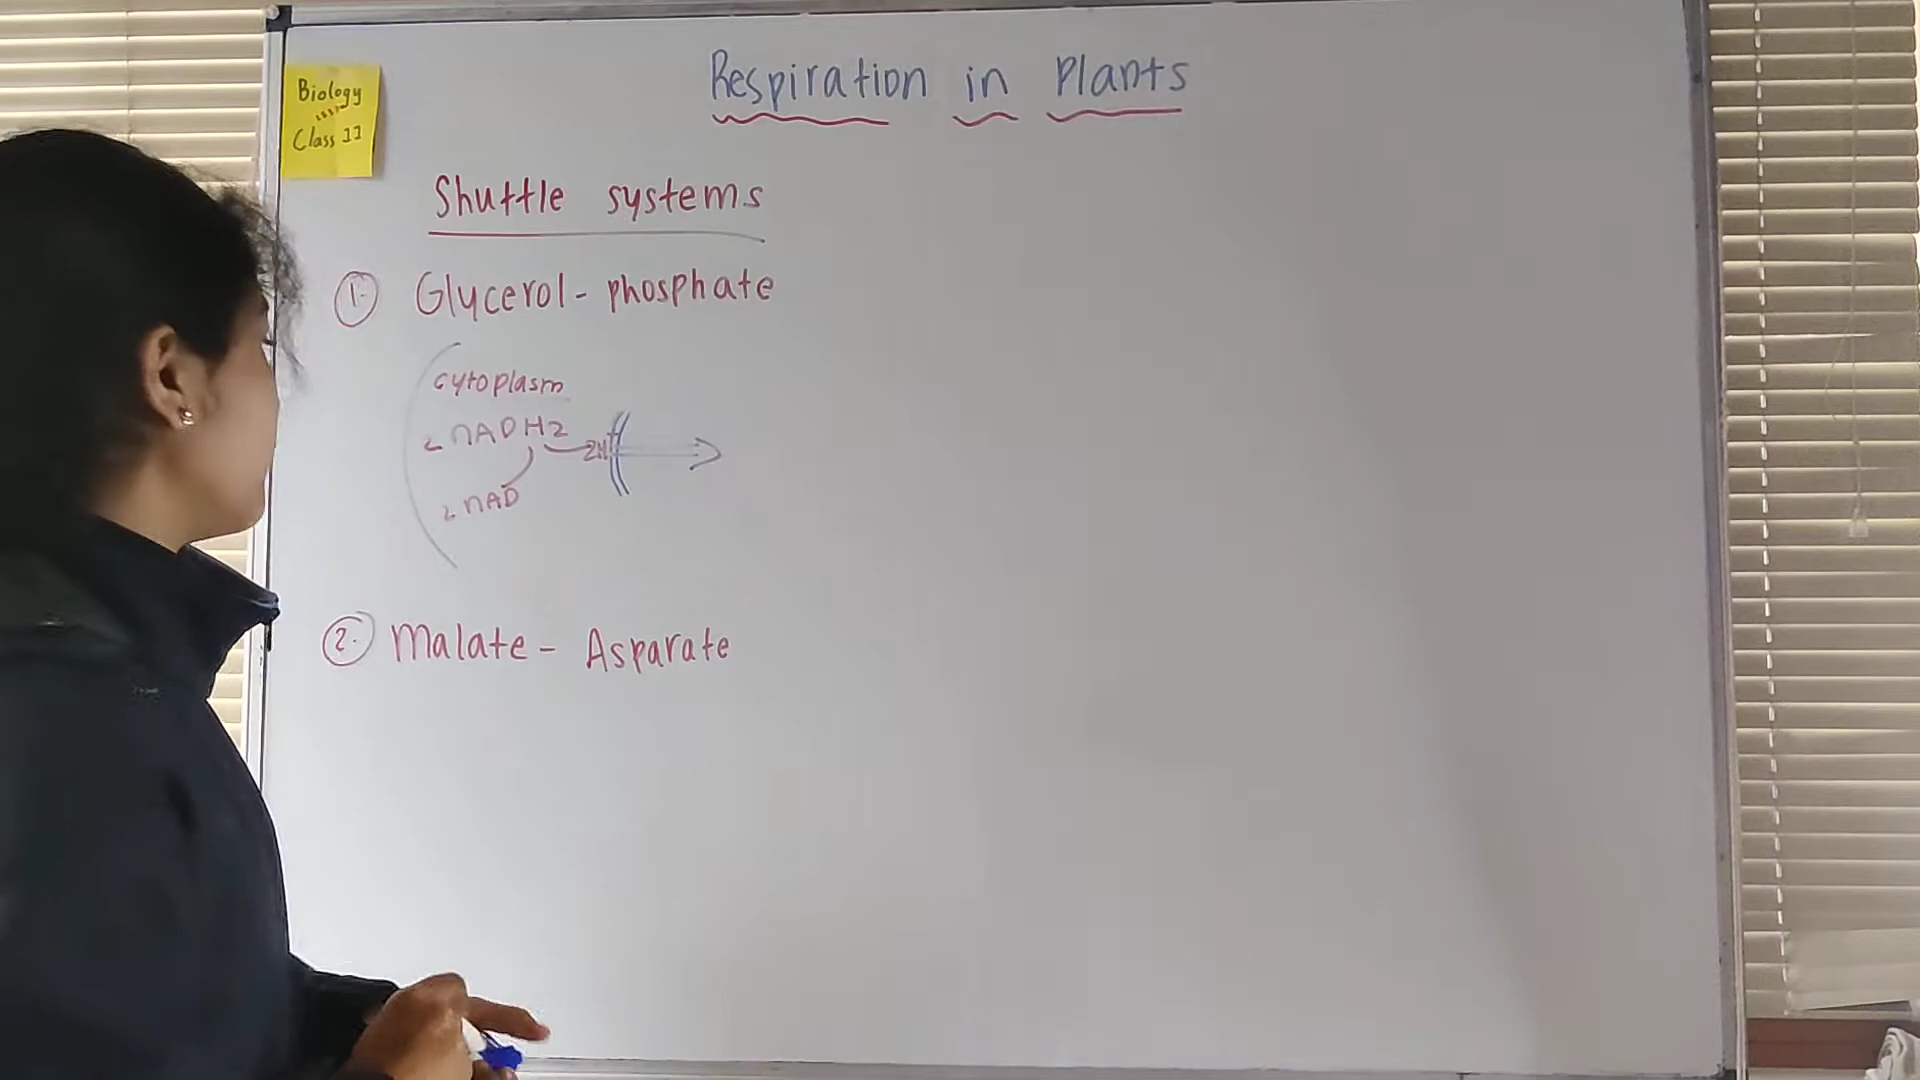 Respiration in Plants
Biology
Class 11
Shuttle systems
1. Glycerol - phosphate
cytoplasm
2 NADH2
2H
2 NAD
2. Malate - Asparate